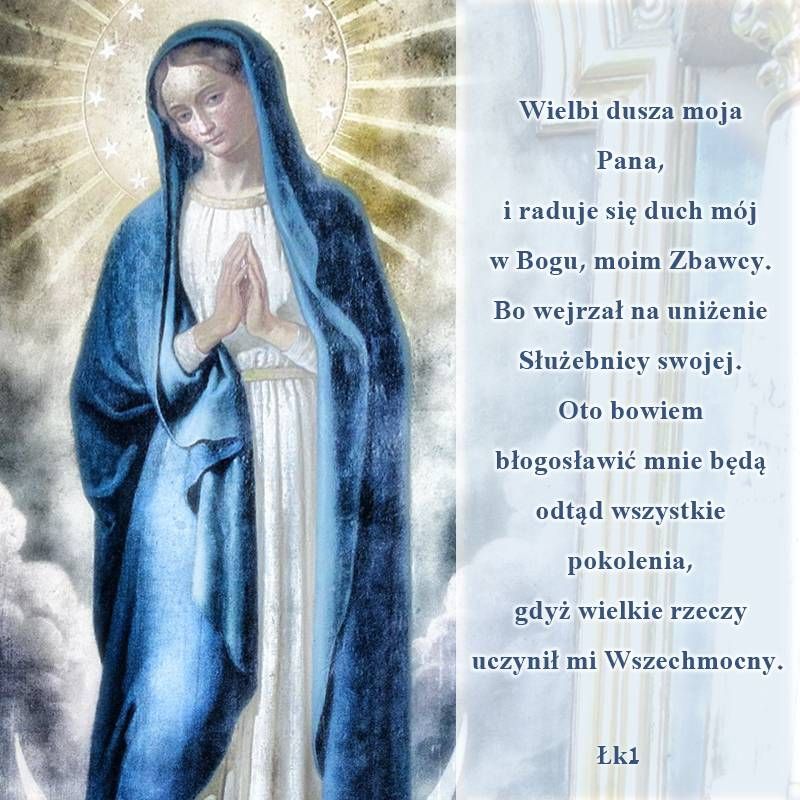 Wielbi dusza moja
Pana,
i raduje się duch mój
w Bogu, moim Zbawcy.
Bo wejrzał na uniżenie
Służebnicy swojej.
Oto bowiem
błogosławić mnie będą
odtąd wszystkie
pokolenia,
gdyż wielkie rzeczy
uczynił mi Wszechmocny.
Łk1